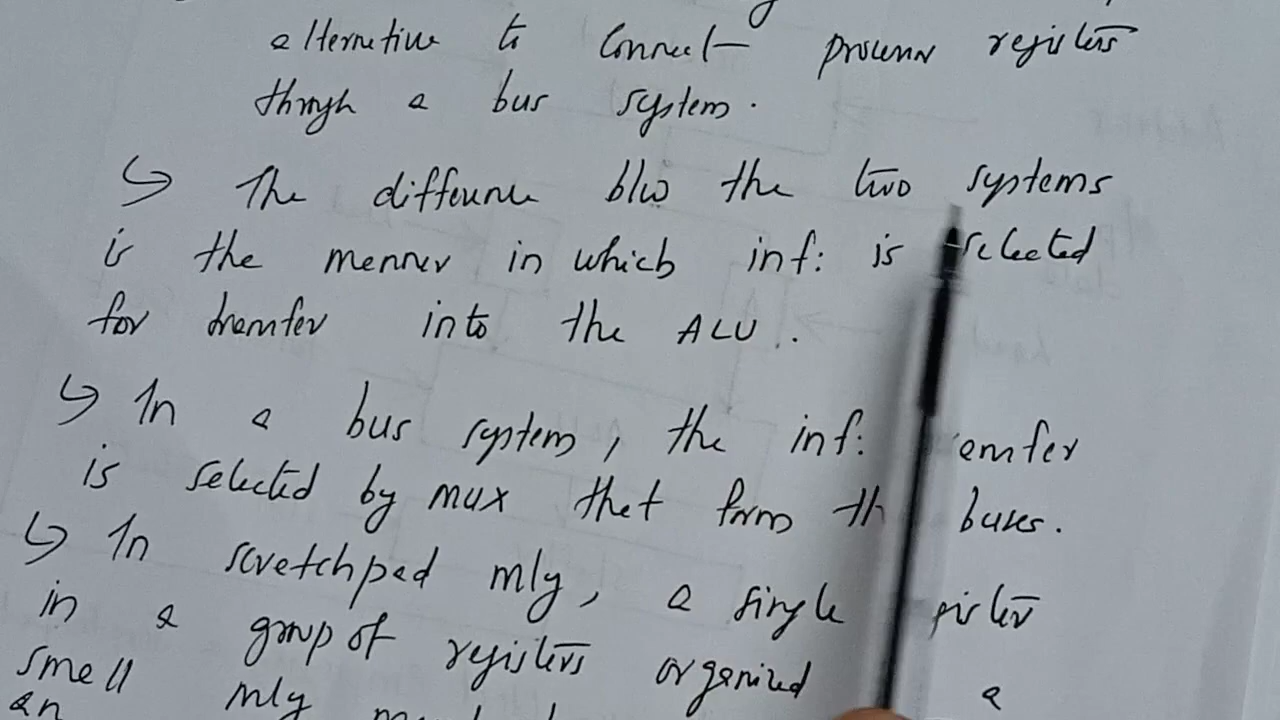 alternative to connect processor registers
through a bus system.
↳ The difference b/w the two systems
is the manner in which inf: is selected
for transfer into the ALU.
↳ In a bus system, the inf: transfer
is selected by mux that forms the buses.
↳ In scratchpad m/y, a single register
in a group of registers organized
small m/y a
an